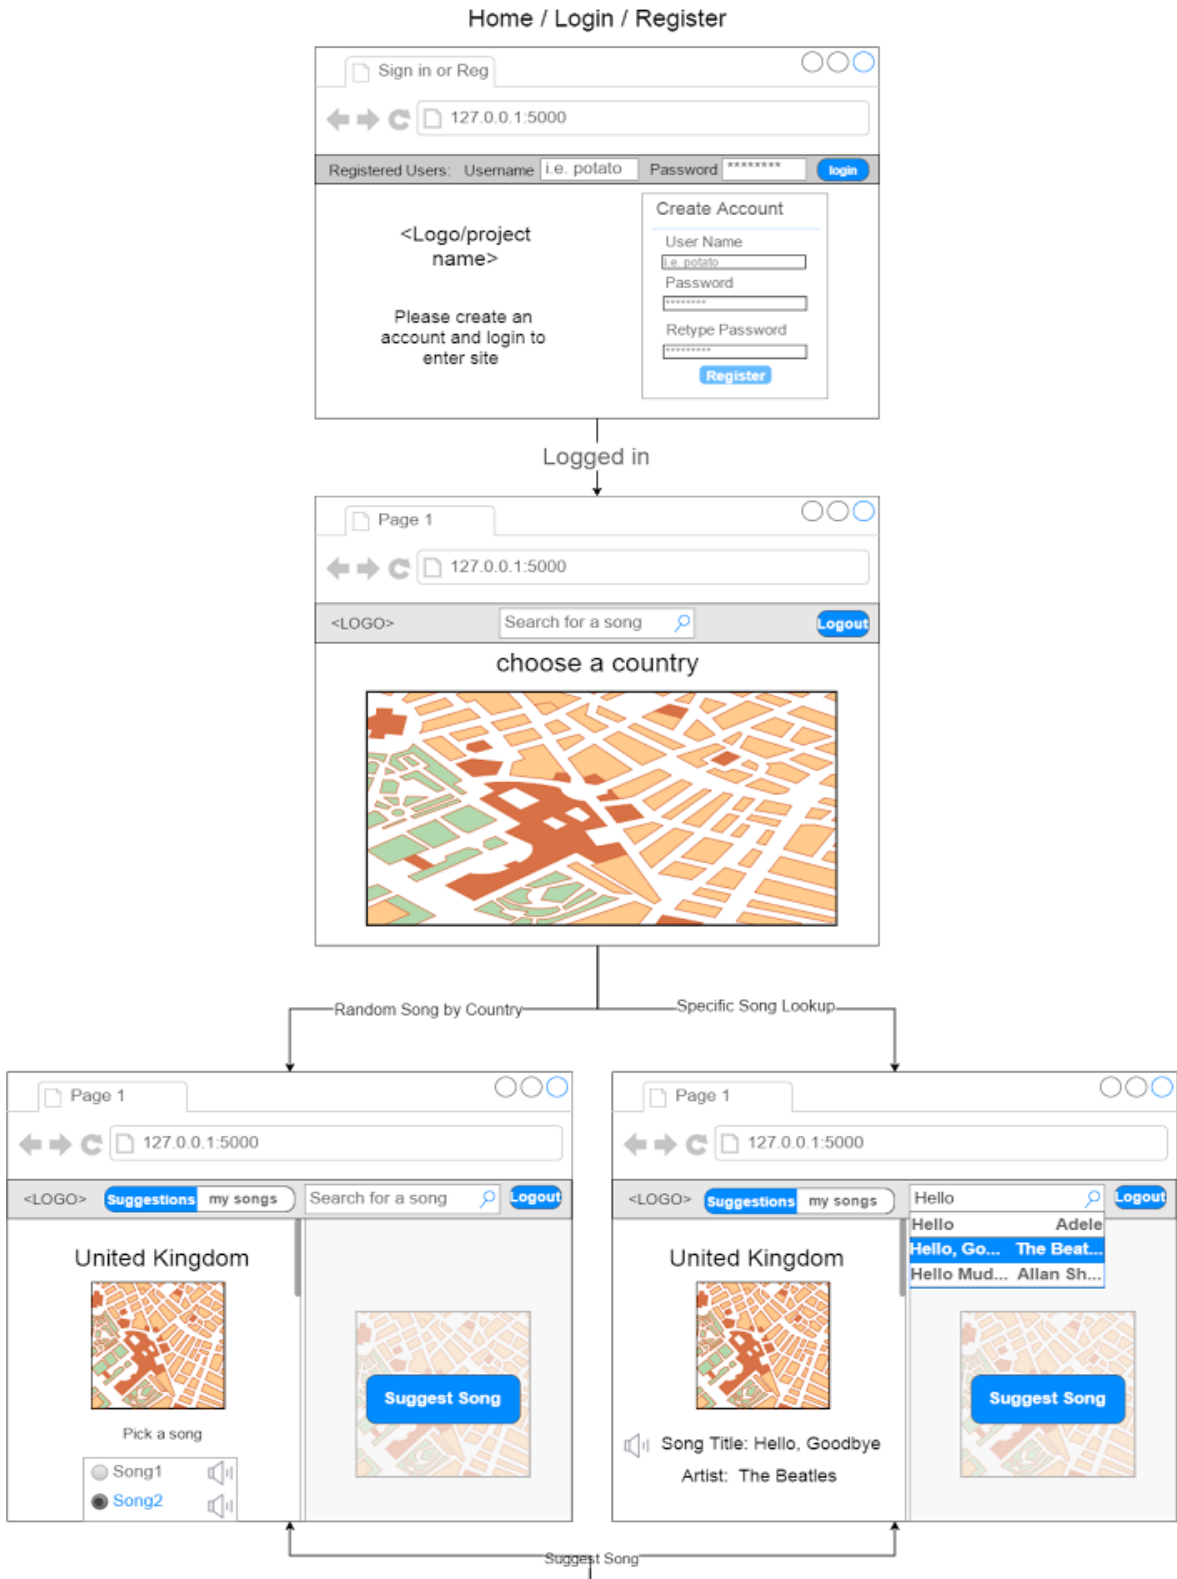 Home / Login / Register
Sign in or Reg
127.0.0.1:5000
Registered Users: Username i.e. potato Password ******** login
<Logo/project
name>
Please create an
account and login to
enter site
Create Account
User Name
i.e. potato
Password
********
Retype Password
*********
Register
Logged in
Page 1
127.0.0.1:5000
<LOGO> Search for a song Logout
choose a country
Random Song by Country
Specific Song Lookup
Page 1
127.0.0.1:5000
<LOGO> Suggestions my songs Search for a song Logout
United Kingdom
Pick a song
Song1
Song2
Suggest Song
Page 1
127.0.0.1:5000
<LOGO> Suggestions my songs Hello Logout
Hello Adele
Hello, Go... The Beat...
Hello Mud... Allan Sh...
United Kingdom
Song Title: Hello, Goodbye
Artist: The Beatles
Suggest Song
Suggest Song